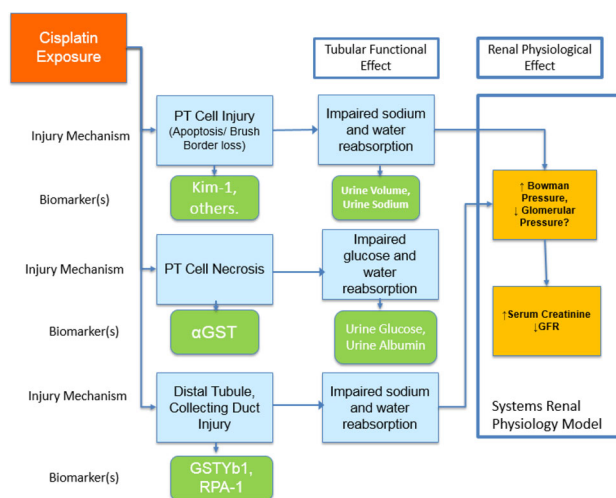 Cisplatin
Exposure
Tubular Functional
Effect
Renal Physiological
Effect
Injury Mechanism
PT Cell Injury
(Apoptosis/ Brush
Border loss)
Impaired sodium
and water
reabsorption
Biomarker(s)
Kim-1,
others.
Urine Volume,
Urine Sodium
↑ Bowman
Pressure,
↓ Glomerular
Pressure?
Injury Mechanism
PT Cell Necrosis
Impaired
glucose and
water
reabsorption
Biomarker(s)
αGST
Urine Glucose,
Urine Albumin
↑Serum Creatinine
↓GFR
Injury Mechanism
Distal Tubule,
Collecting Duct
Injury
Impaired sodium
and water
reabsorption
Systems Renal
Physiology Model
Biomarker(s)
GSTYb1,
RPA-1